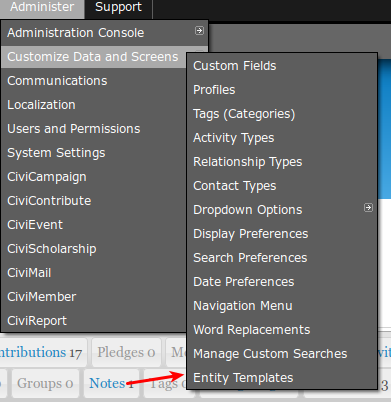 Administer Support
Administration Console
Customize Data and Screens
Communications
Localization
Users and Permissions
System Settings
CiviCampaign
CiviContribute
CiviEvent
CiviScholarship
CiviMail
CiviMember
CiviReport
Custom Fields
Profiles
Tags (Categories)
Activity Types
Relationship Types
Contact Types
Dropdown Options
Display Preferences
Search Preferences
Date Preferences
Navigation Menu
Word Replacements
Manage Custom Searches
Entity Templates
ntributions 17 Pledges 0
Groups 0 Notes 1 Tags 0